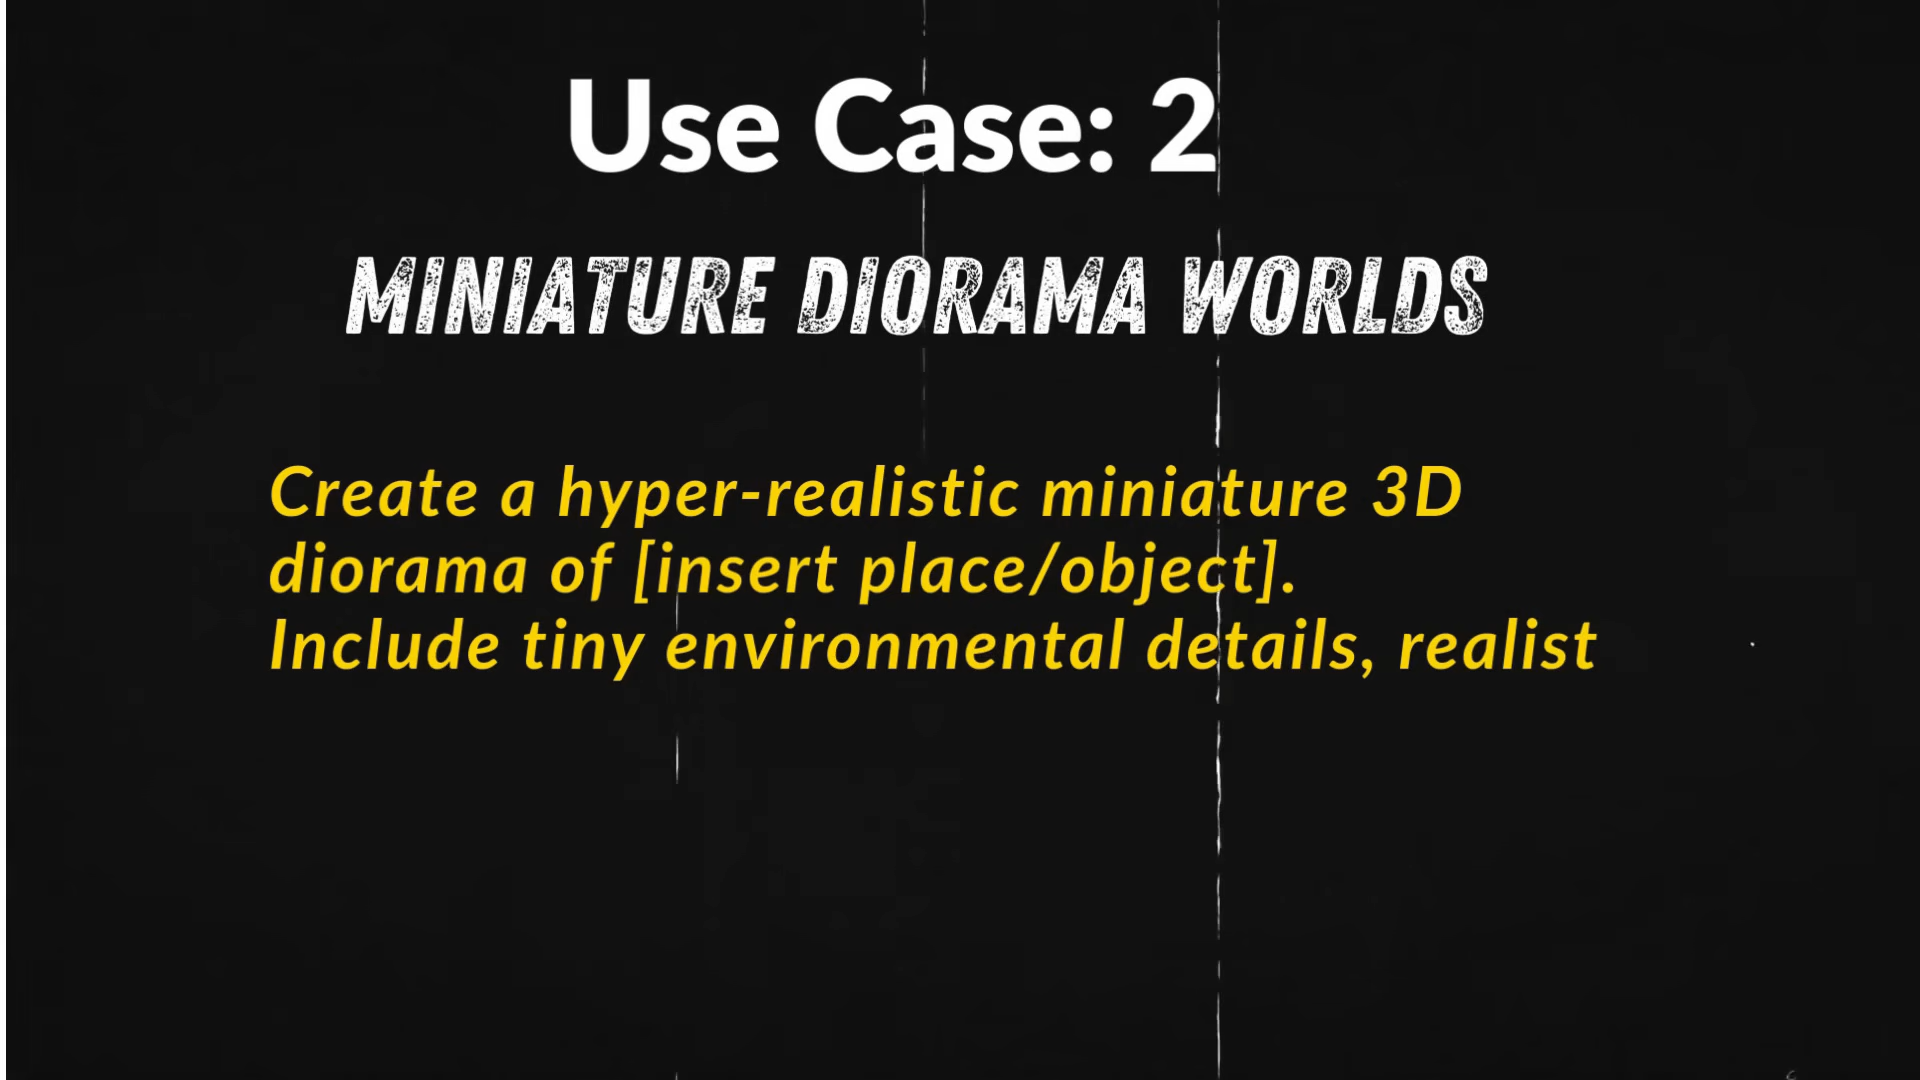 Use Case: 2
MINIATURE DIORAMA WORLDS
Create a hyper-realistic miniature 3D
diorama of [insert place/object].
Include tiny environmental details, realist